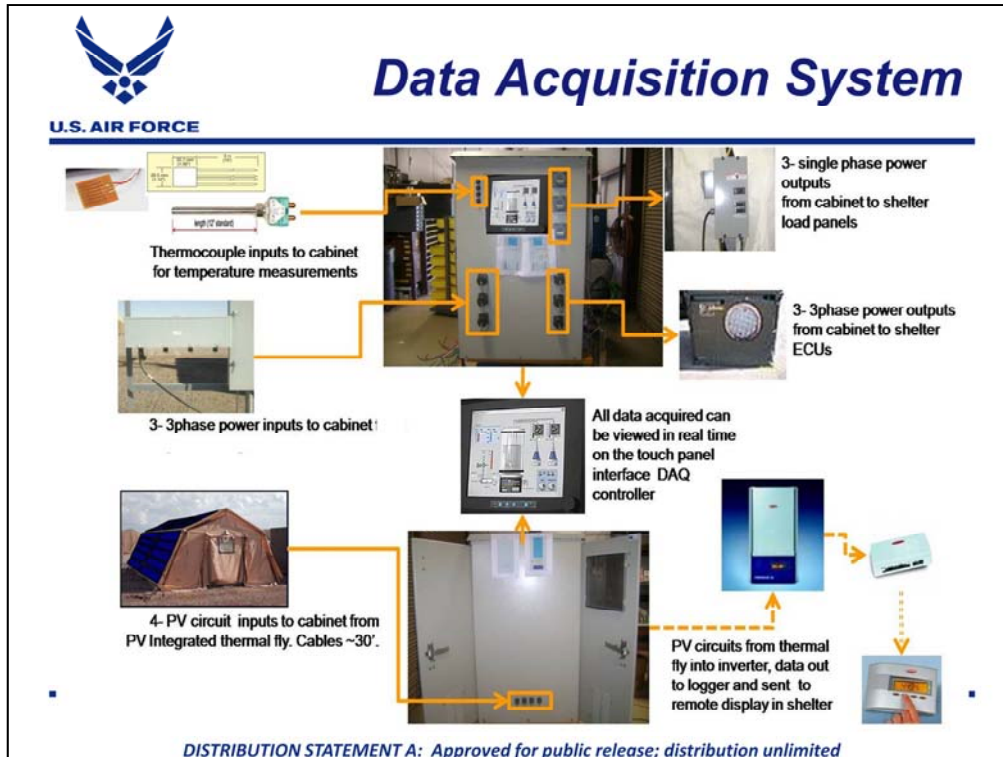 Data Acquisition System
U.S. AIR FORCE
length (12" standard)
Thermocouple inputs to cabinet
for temperature measurements
3- single phase power
outputs
from cabinet to shelter
load panels
3- 3phase power outputs
from cabinet to shelter
ECUs
3- 3phase power inputs to cabinet
All data acquired can
be viewed in real time
on the touch panel
interface DAQ
controller
4- PV circuit inputs to cabinet from
PV Integrated thermal fly. Cables ~30'.
PV circuits from thermal
fly into inverter, data out
to logger and sent to
remote display in shelter
DISTRIBUTION STATEMENT A: Approved for public release; distribution unlimited